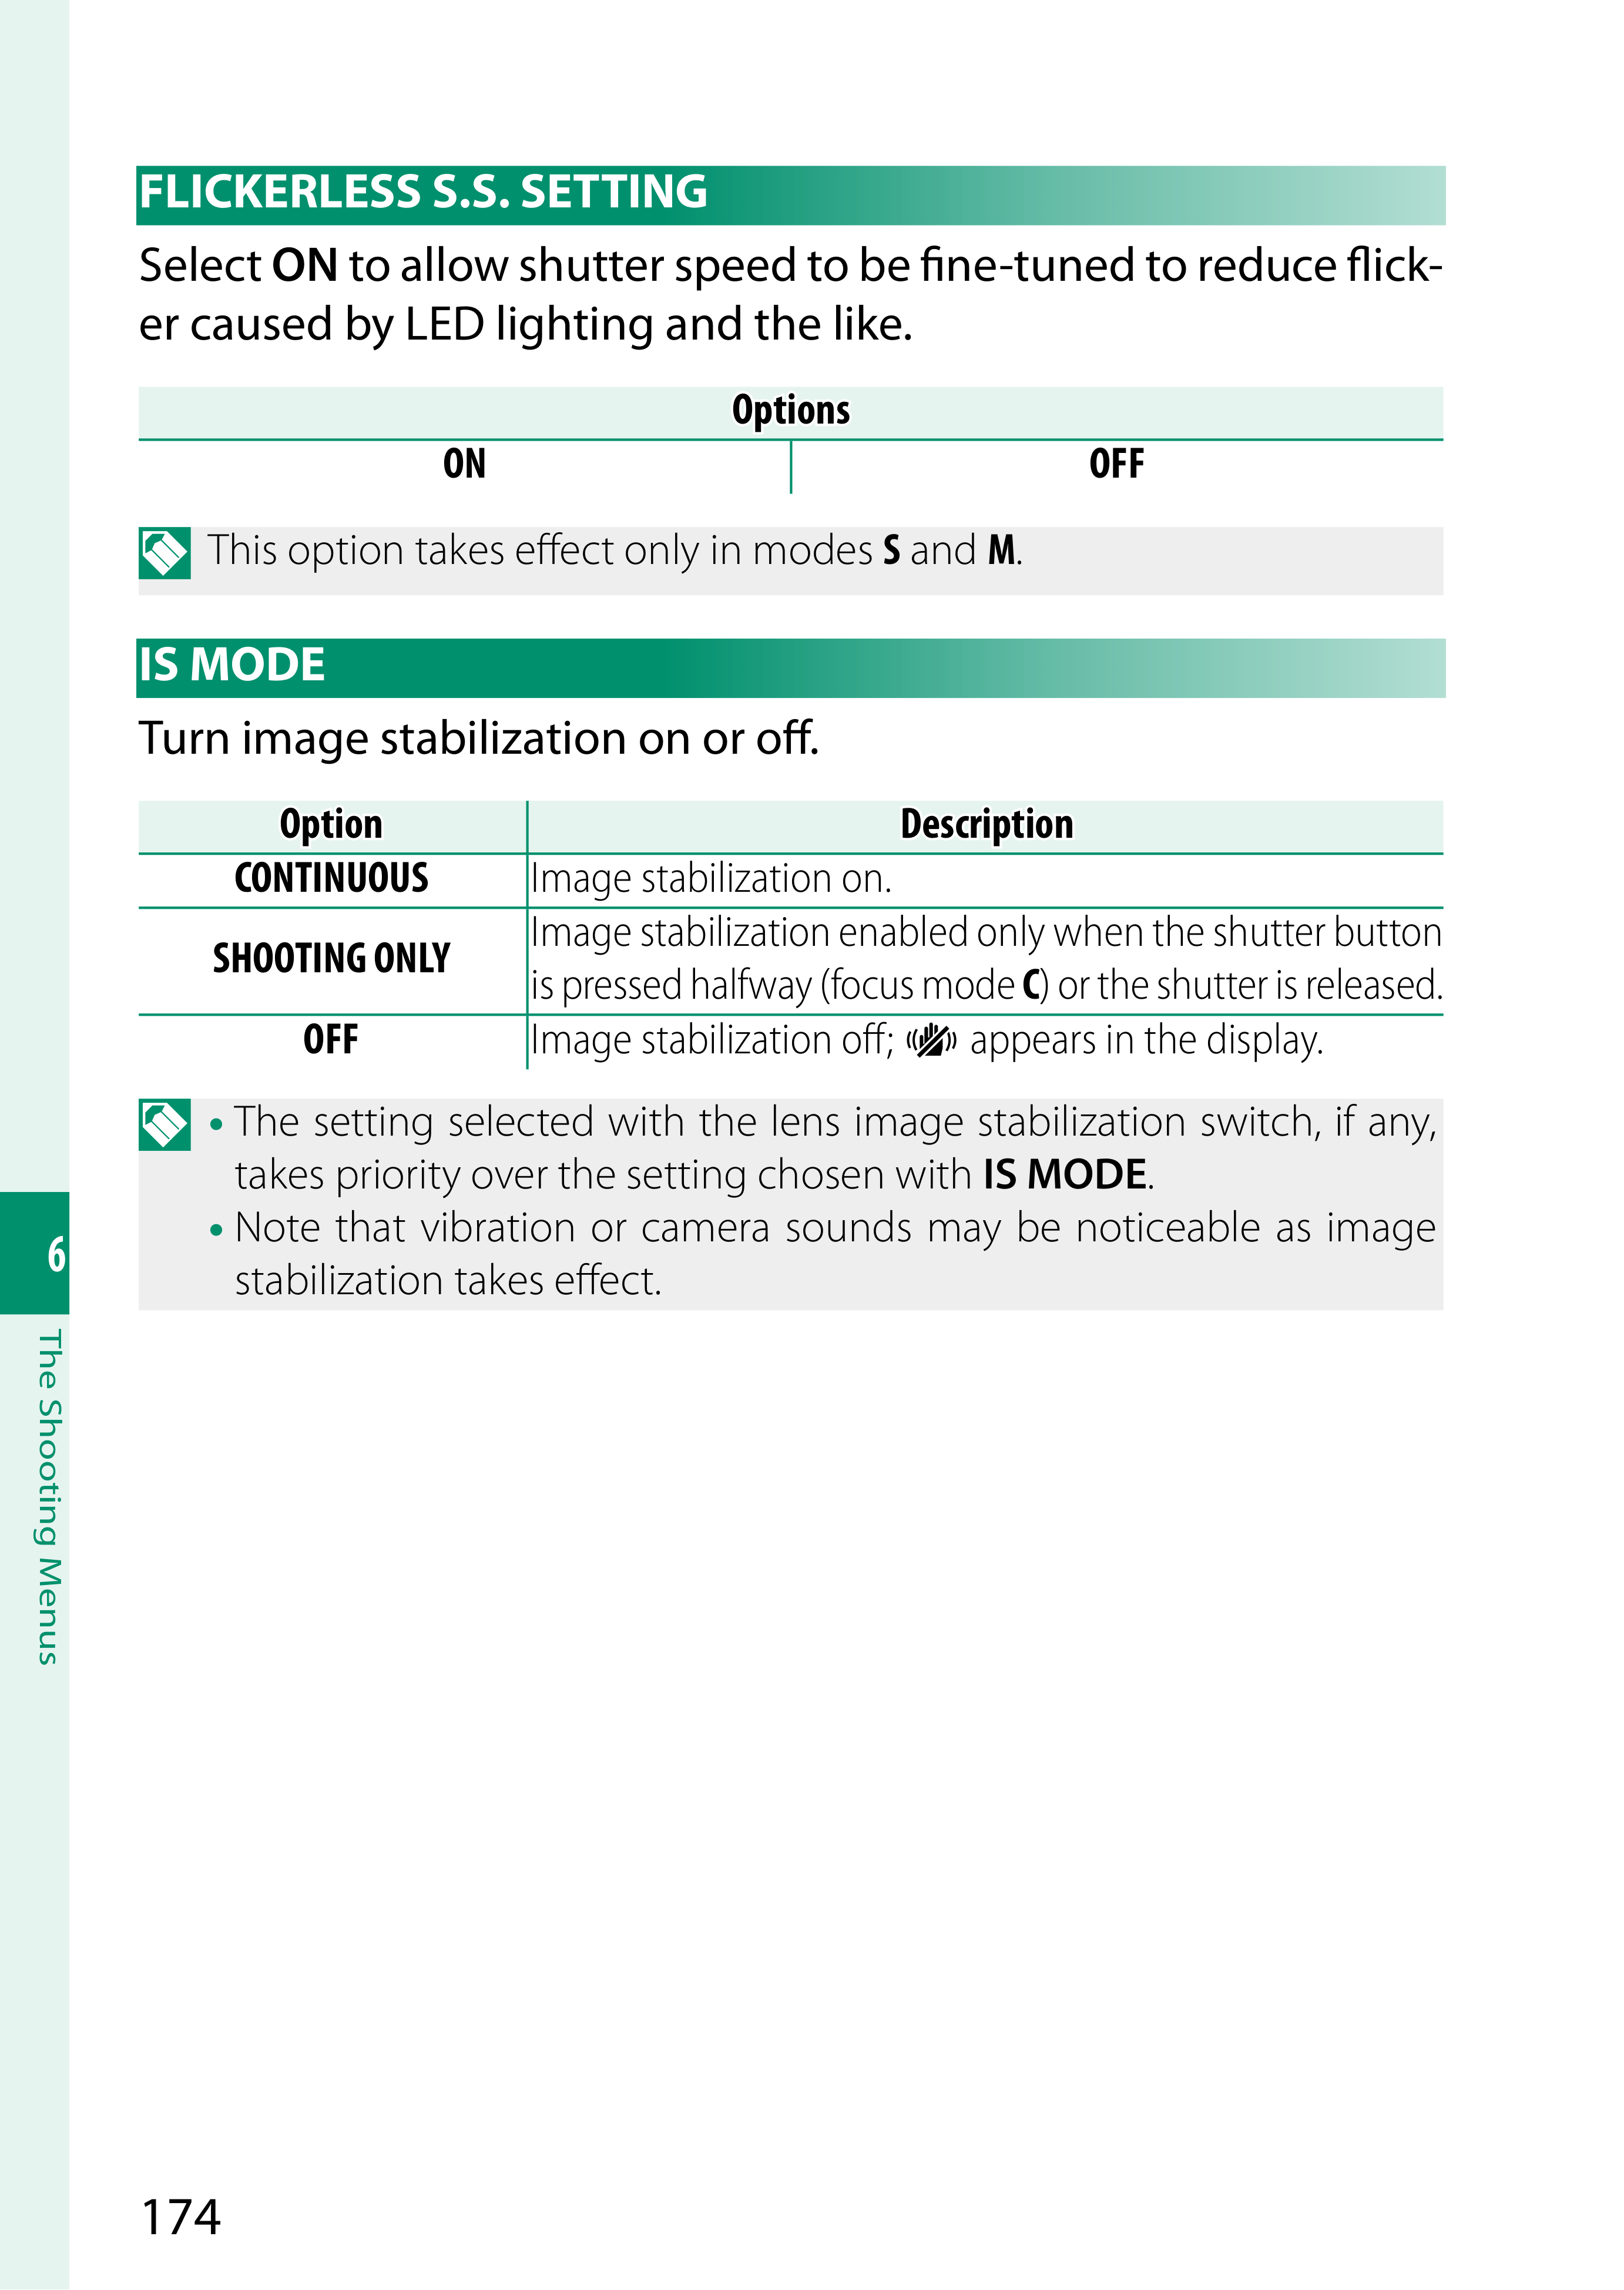 FLICKERLESS S.S. SETTING
Select ON to allow shutter speed to be fine-tuned to reduce flick-
er caused by LED lighting and the like.
Options
ON OFF
This option takes effect only in modes S and M.
IS MODE
Turn image stabilization on or off.
Option Description
CONTINUOUS Image stabilization on.
SHOOTING ONLY Image stabilization enabled only when the shutter button
is pressed halfway (focus mode C) or the shutter is released.
OFF Image stabilization off; appears in the display.
• The setting selected with the lens image stabilization switch, if any,
takes priority over the setting chosen with IS MODE.
• Note that vibration or camera sounds may be noticeable as image
stabilization takes effect.
6
The Shooting Menus
174